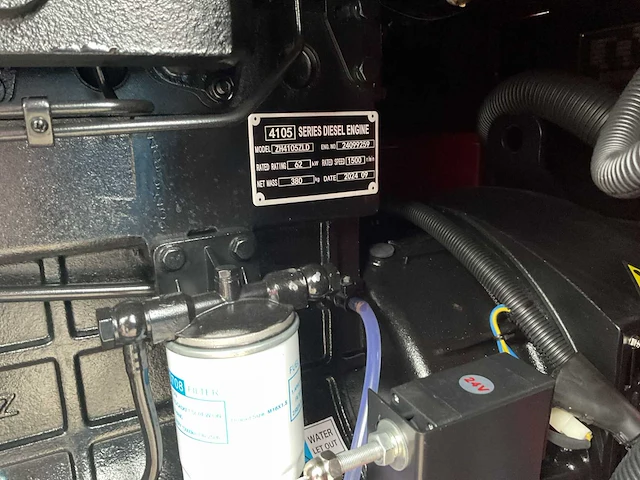 4105 SERIES DIESEL ENGINE
MODEL ZH4105ZLD ENG.NO 24099259
RATED RATING 62 kW RATED SPEED 1500 r/min
NET MASS 380 kg DATE 2024.09
FILTER
24V
WATER
LET OUT